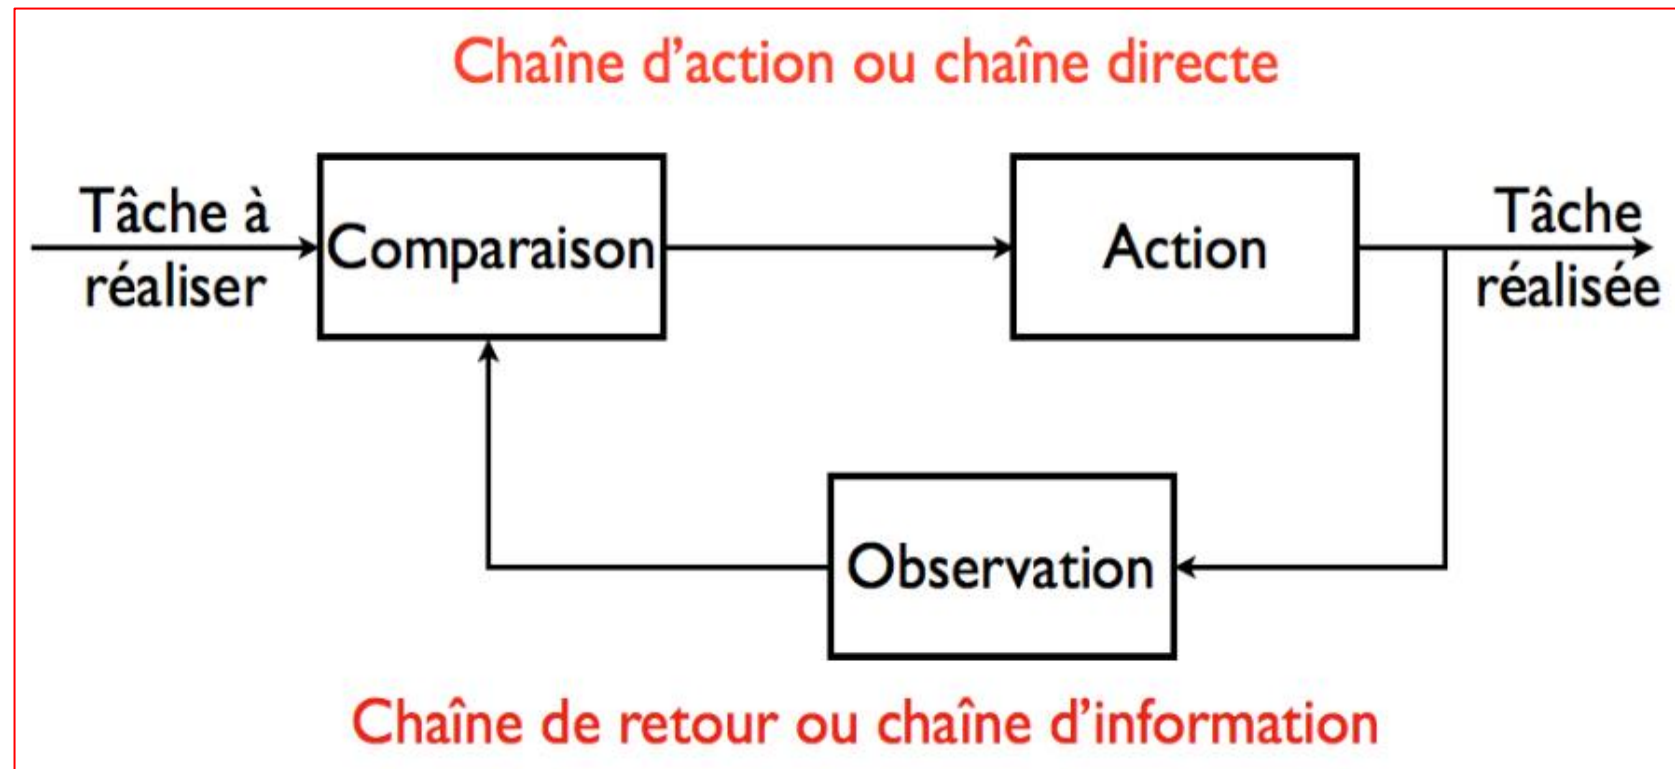 Chaîne d'action ou chaîne directe
Tâche à
réaliser
Comparaison
Action
Tâche
réalisée
Observation
Chaîne de retour ou chaîne d'information